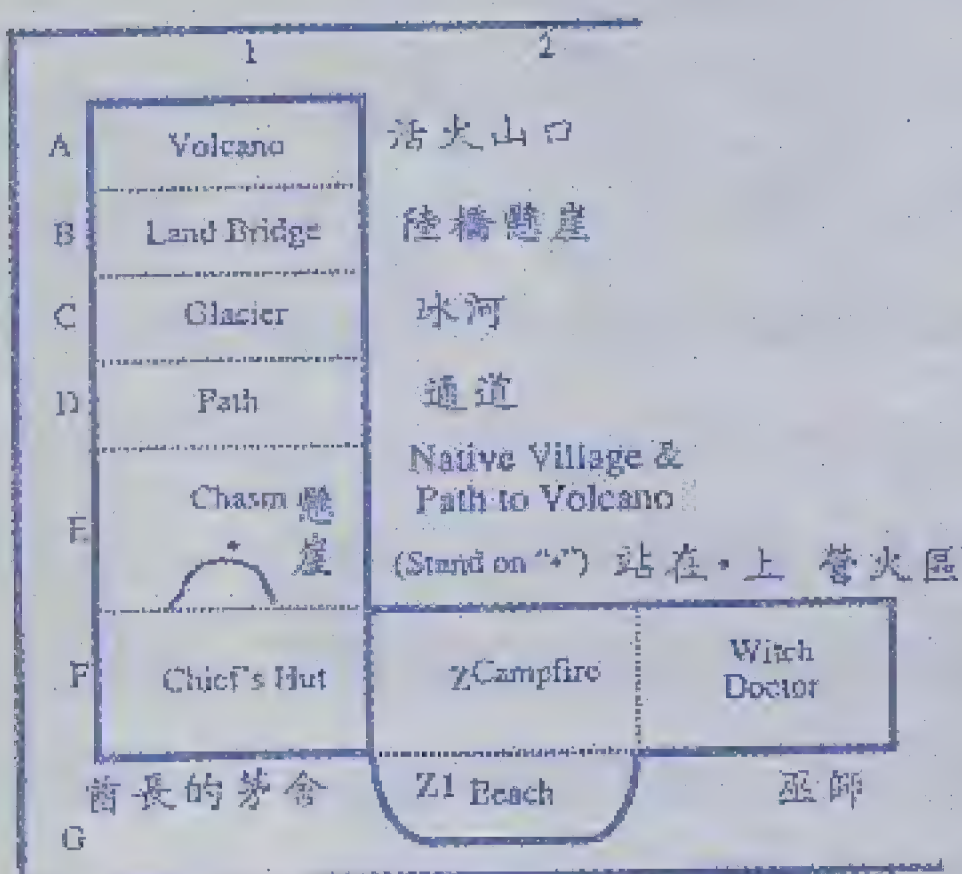 1 2
A Volcano 活火山口
B Land Bridge 陸橋懸崖
C Glacier 冰河
D Path 通道
Native Village &
Chasm 懸 Path to Volcano
E 崖 (Stand on "•") 站在•上 營火區
F Chief's Hut zCampfire Witch
Doctor
酋長的茅舍 Z1 Beach 巫師
G